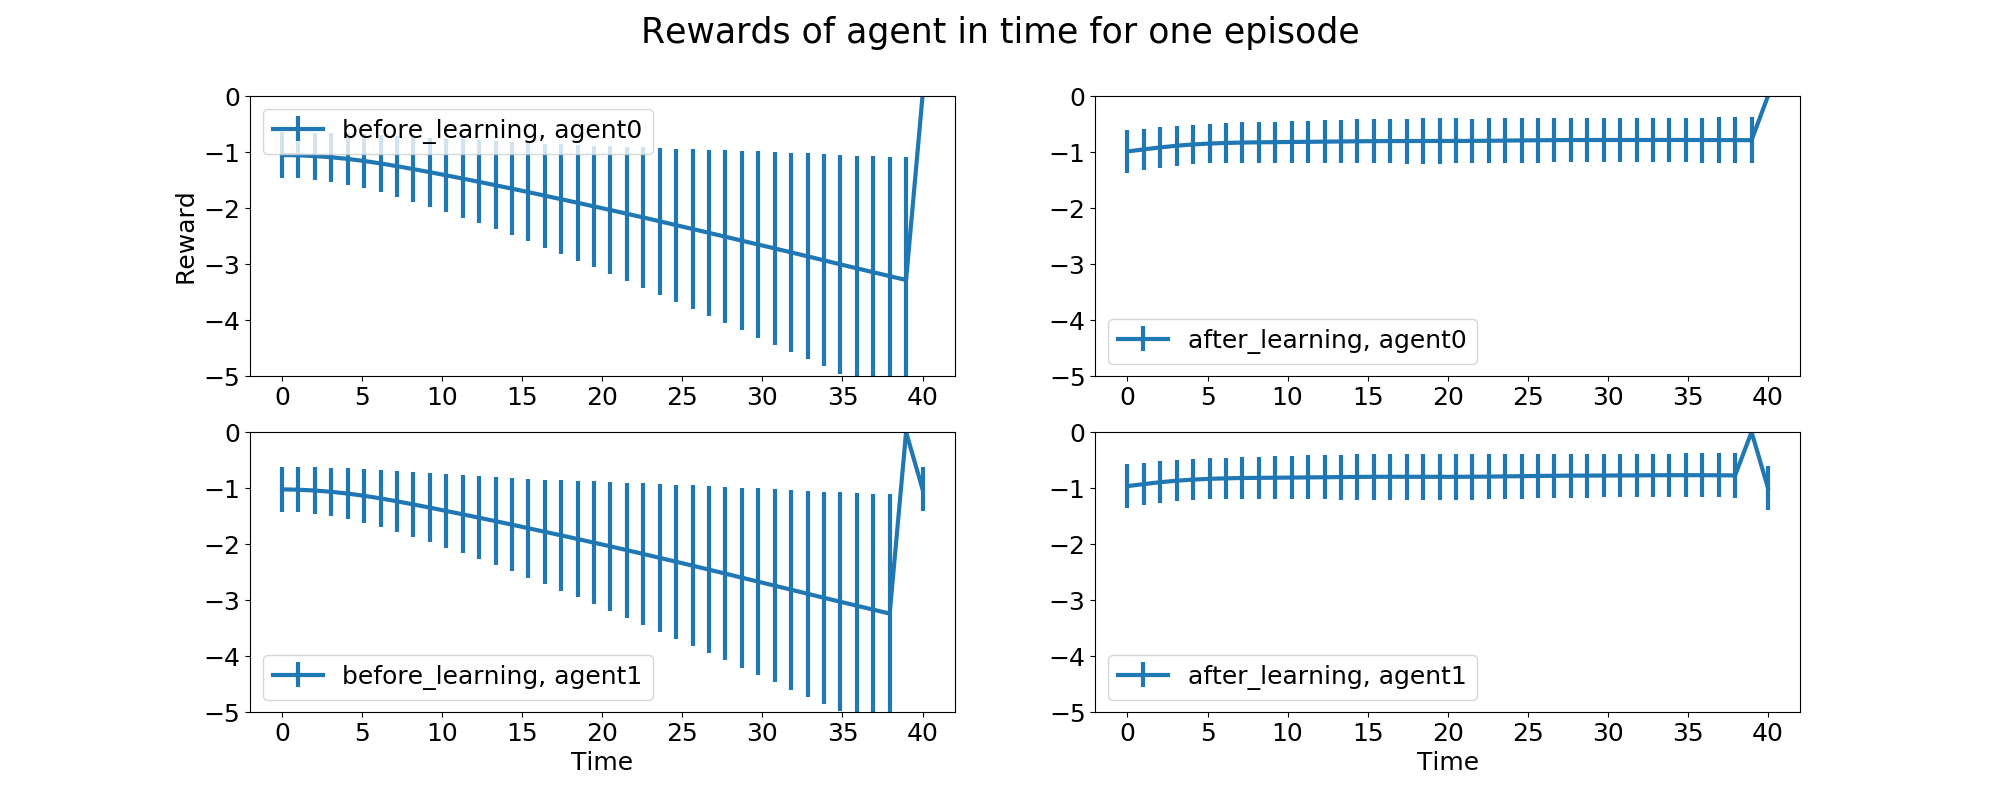 Rewards of agent in time for one episode
0
−1
−2
−3
−4
−5
Reward
before_learning, agent0
0 5 10 15 20 25 30 35 40
0
−1
−2
−3
−4
−5
after_learning, agent0
0 5 10 15 20 25 30 35 40
0
−1
−2
−3
−4
−5
before_learning, agent1
0 5 10 15 20 25 30 35 40
Time
0
−1
−2
−3
−4
−5
after_learning, agent1
0 5 10 15 20 25 30 35 40
Time